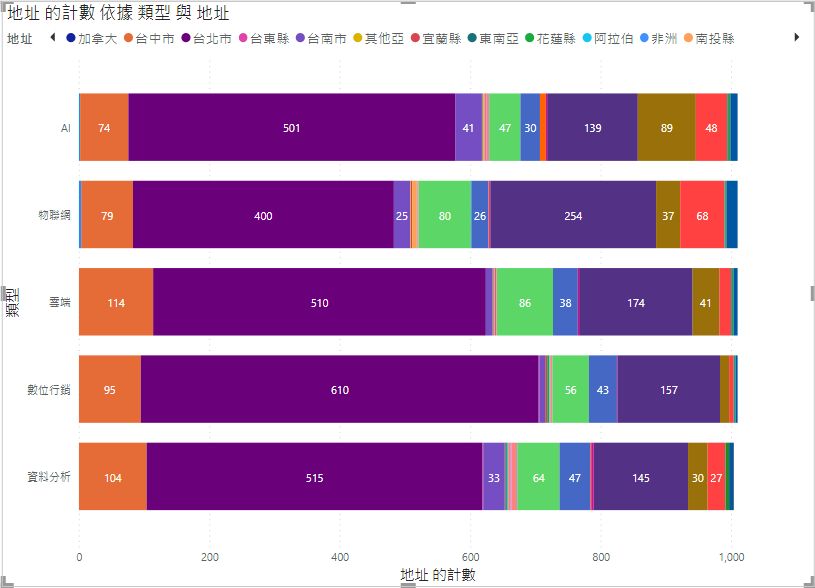 地址 的計數 依據 類型 與 地址
地址 加拿大 台中市 台北市 台東縣 台南市 其他亞 宜蘭縣 東南亞 花蓮縣 阿拉伯 非洲 南投縣
AI 74 501 41 47 30 139 89 48
物聯網 79 400 25 80 26 254 37 68
雲端 114 510 86 38 174 41
數位行銷 95 610 56 43 157
資料分析 104 515 33 64 47 145 30 27
類型
0 200 400 600 800 1,000
地址 的計數